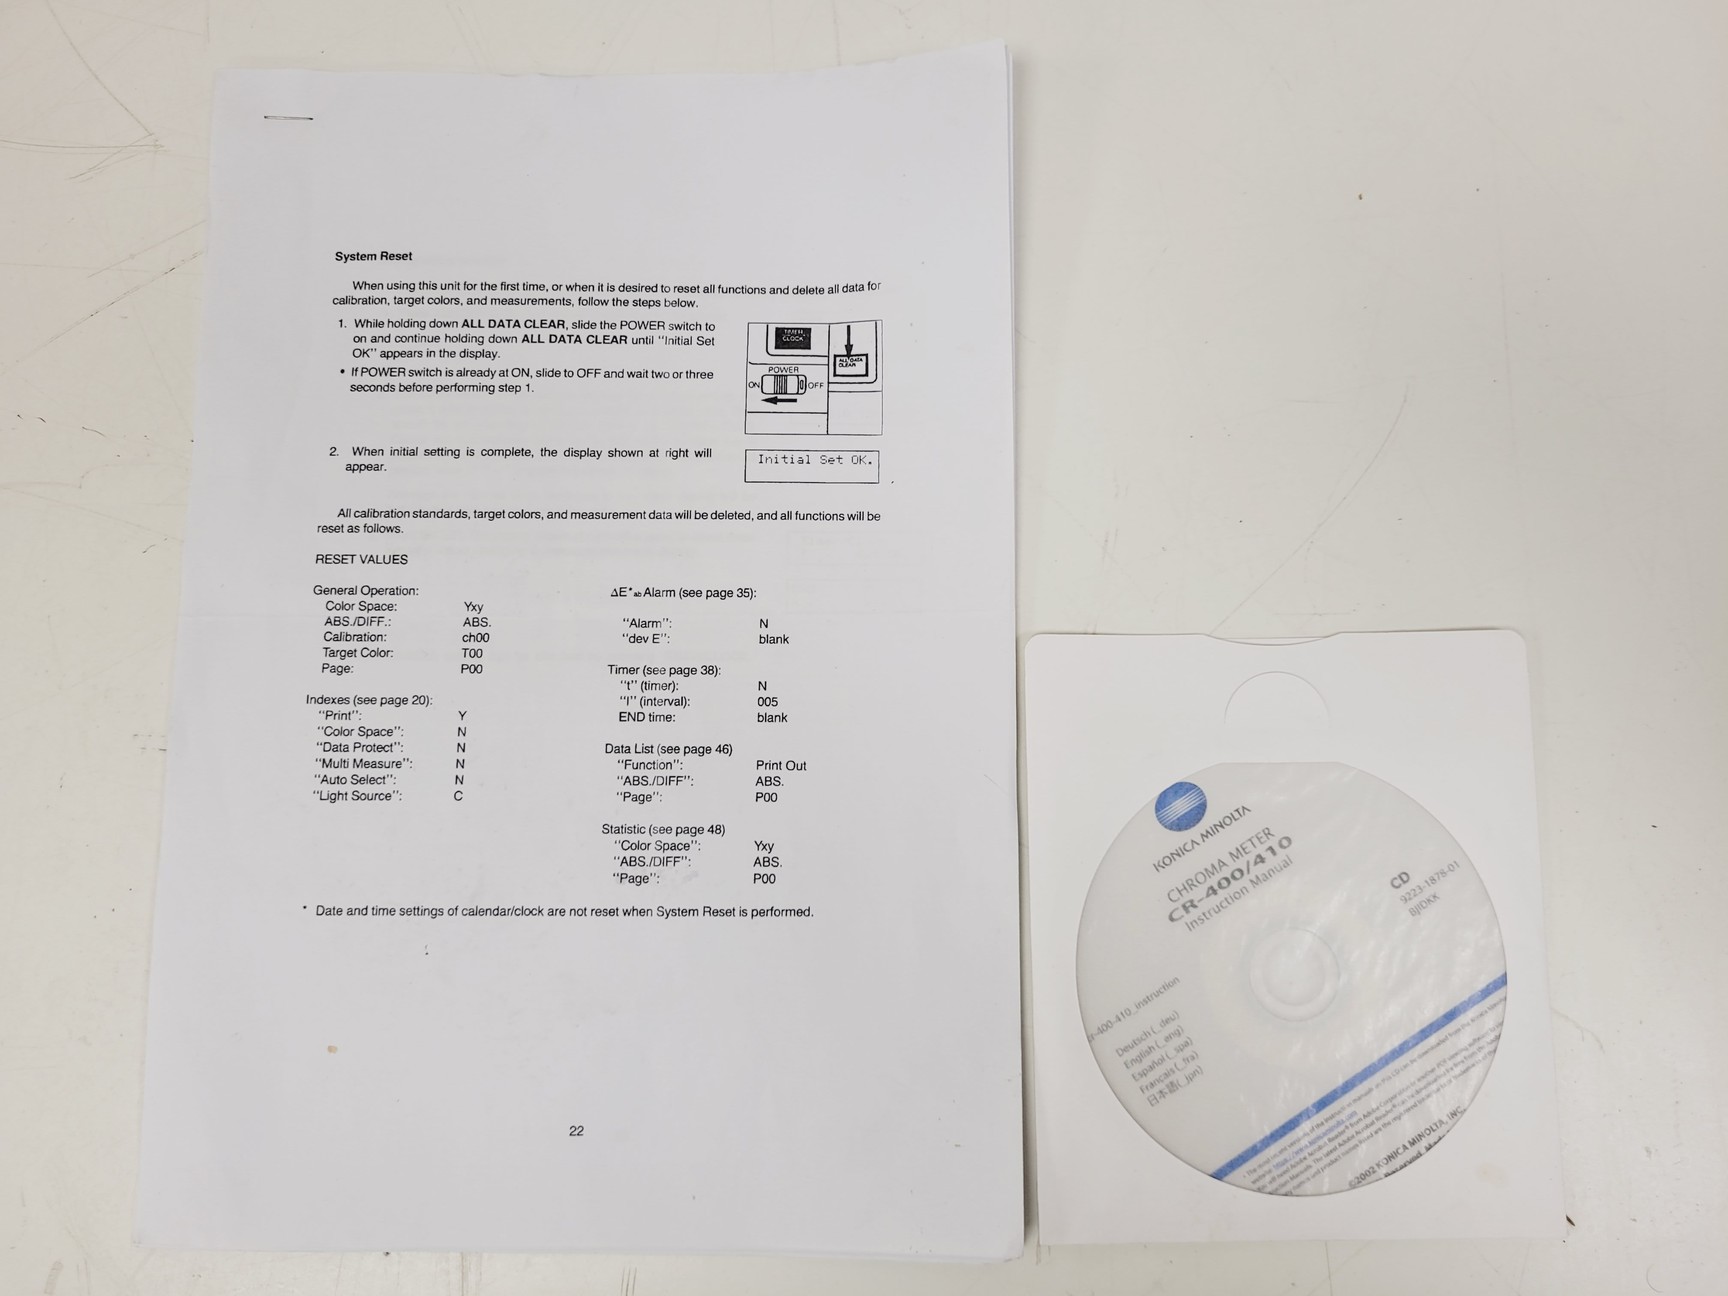 System Reset
When using this unit for the first time, or when it is desired to reset all functions and delete all data for
calibration, target colors, and measurements, follow the steps below.
1. While holding down ALL DATA CLEAR, slide the POWER switch to
on and continue holding down ALL DATA CLEAR until "Initial Set
OK" appears in the display.
• If POWER switch is already at ON, slide to OFF and wait two or three
seconds before performing step 1.
CLOCK
ALL DATA
CLEAR
POWER
ON OFF
2. When initial setting is complete, the display shown at right will
appear.
Initial Set OK.
All calibration standards, target colors, and measurement data will be deleted, and all functions will be
reset as follows.
RESET VALUES
General Operation:
Color Space: Yxy
ABS./DIFF.: ABS.
Calibration: ch00
Target Color: T00
Page: P00
Indexes (see page 20):
"Print": Y
"Color Space": N
"Data Protect": N
"Multi Measure": N
"Auto Select": N
"Light Source": C
ΔE*ab Alarm (see page 35):
"Alarm": N
"dev E": blank
Timer (see page 38):
"t" (timer): N
"I" (interval): 005
END time: blank
Data List (see page 46)
"Function": Print Out
"ABS./DIFF": ABS.
"Page": P00
Statistic (see page 48)
"Color Space": Yxy
"ABS./DIFF": ABS.
"Page": P00
* Date and time settings of calendar/clock are not reset when System Reset is performed.
22
KONICA MINOLTA
CHROMA METER
CR-400/410
Instruction Manual
CD
9223-1878-01
BJIDKK
-400-410_instruction
Deutsch (_deu)
English (_eng)
Español (_spa)
Français (_fra)
日本語(_jpn)
©2002 KONICA MINOLTA, INC.